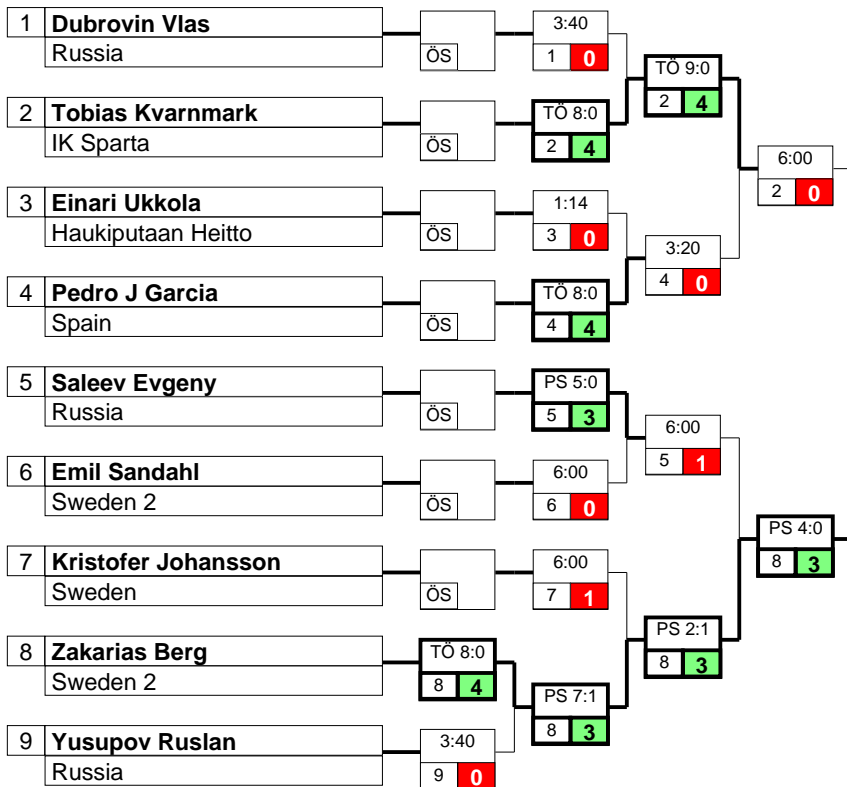 1 Dubrovin Vlas
Russia
ÖS
3:40
1 0
TÖ 9:0
2 4
2 Tobias Kvarnmark
IK Sparta
ÖS
TÖ 8:0
2 4
6:00
2 0
3 Einari Ukkola
Haukiputaan Heitto
ÖS
1:14
3 0
3:20
4 0
4 Pedro J Garcia
Spain
ÖS
TÖ 8:0
4 4
5 Saleev Evgeny
Russia
ÖS
PS 5:0
5 3
6:00
5 1
6 Emil Sandahl
Sweden 2
ÖS
6:00
6 0
PS 4:0
8 3
7 Kristofer Johansson
Sweden
ÖS
6:00
7 1
PS 2:1
8 3
8 Zakarias Berg
Sweden 2
TÖ 8:0
8 4
PS 7:1
8 3
9 Yusupov Ruslan
Russia
3:40
9 0